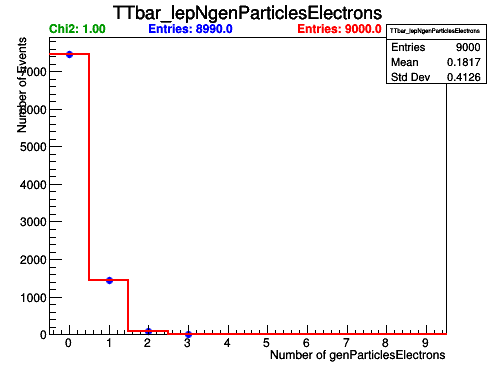 TTbar_lepNgenParticlesElectrons
Chi2: 1.00 Entries: 8990.0 Entries: 9000.0
TTbar_lepNgenParticlesElectrons
Entries 9000
Mean 0.1817
Std Dev 0.4126
Number of Events
7000
6000
5000
4000
3000
2000
1000
0
0 1 2 3 4 5 6 7 8 9
Number of genParticlesElectrons